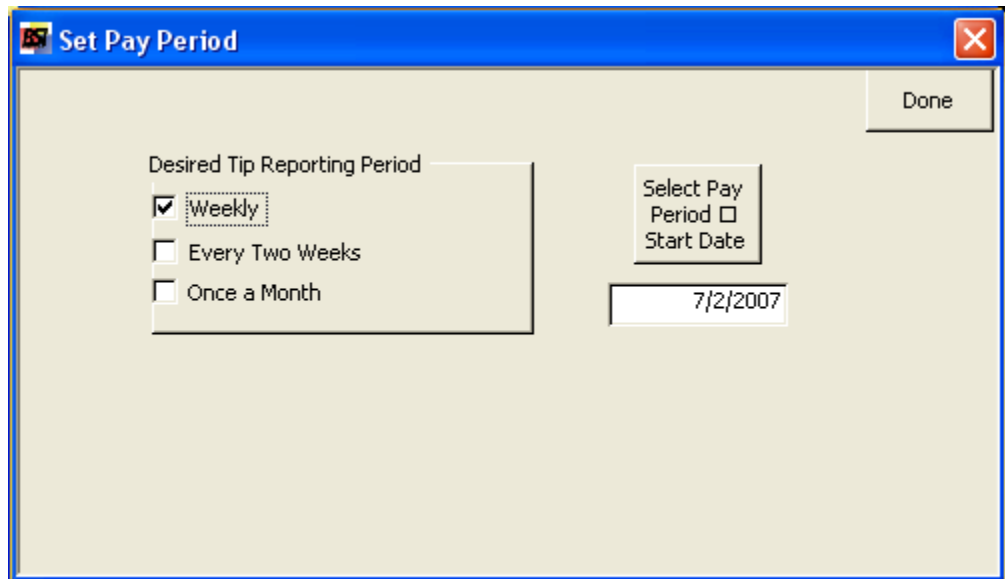 BSI Set Pay Period
Done
Desired Tip Reporting Period
Weekly
Every Two Weeks
Once a Month
Select Pay
Period □
Start Date
7/2/2007